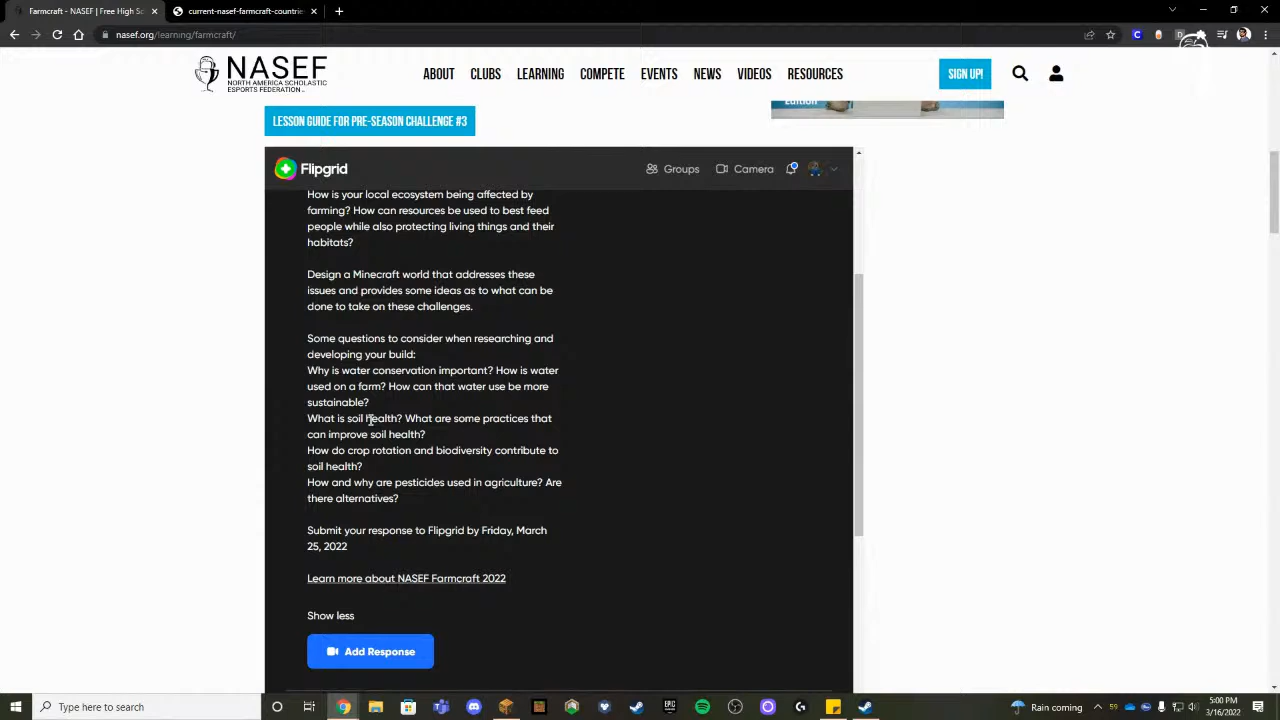 Farmcraft - NASEF | Free High Sc
current-nasef-farmcraft-countrie
nasef.org/learning/farmcraft/
NASEF
NORTH AMERICA SCHOLASTIC
ESPORTS FEDERATION
ABOUT
CLUBS
LEARNING
COMPETE
EVENTS
NEWS
VIDEOS
RESOURCES
SIGN UP!
Edition
LESSON GUIDE FOR PRE-SEASON CHALLENGE #3
Flipgrid
Groups
Camera
How is your local ecosystem being affected by
farming? How can resources be used to best feed
people while also protecting living things and their
habitats?
Design a Minecraft world that addresses these
issues and provides some ideas as to what can be
done to take on these challenges.
Some questions to consider when researching and
developing your build:
Why is water conservation important? How is water
used on a farm? How can that water use be more
sustainable?
What is soil health? What are some practices that
can improve soil health?
How do crop rotation and biodiversity contribute to
soil health?
How and why are pesticides used in agriculture? Are
there alternatives?
Submit your response to Flipgrid by Friday, March
25, 2022
Learn more about NASEF Farmcraft 2022
Show less
Add Response
Type here to search
EPIC
Rain coming
59
5:00 PM
3/16/2022